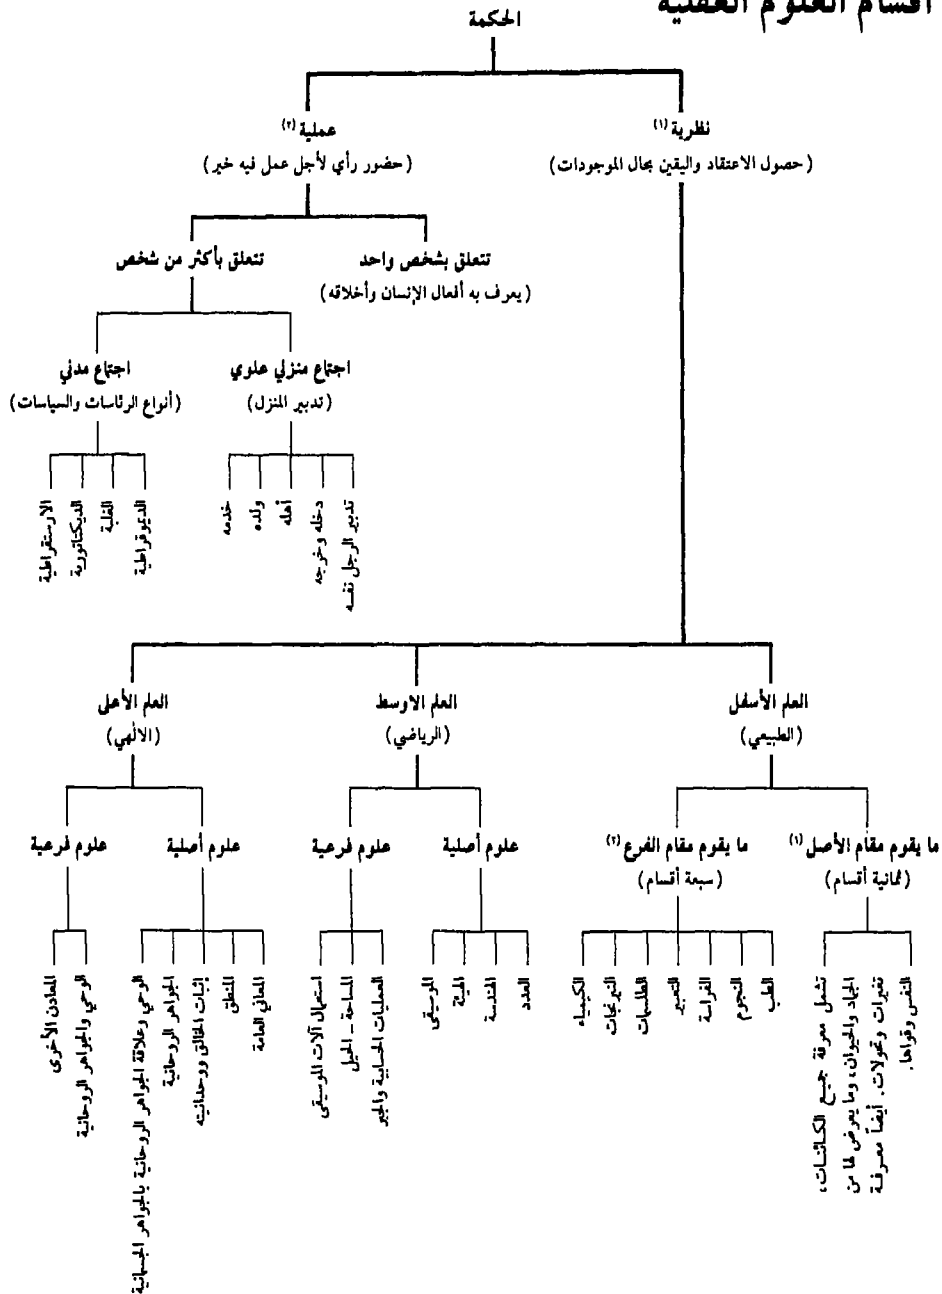 أقسام العلوم العقلية
الحكمة
نظرية (١)
(حصول الاعتقاد واليقين بحال الموجودات)
عملية (٢)
(حضور رأي لأجل عمل فيه خير)
تتعلق بشخص واحد
(يعرف به أفعال الإنسان وأخلاقه)
تتعلق بأكثر من شخص
اجتماع منزلي علوي
(تدبير المنزل)
اجتماع مدني
(أنواع الرئاسات والسياسات)
تدبير الرجل نفسه
دخله وخرجه
أهله
ولده
خدمه
الديموقراطية
الغلبة
الديكتاتورية
الارستقراطية
العلم الأسفل
(الطبيعي)
العلم الاوسط
(الرياضي)
العلم الأعلى
(الالهي)
ما يقوم مقام الأصل (١)
(ثمانية أقسام)
ما يقوم مقام الفرع (٢)
(سبعة أقسام)
علوم أصلية
علوم فرعية
علوم أصلية
علوم فرعية
تشمل معرفة جميع الكائنات،
الجماد والحيوان، وما يعرض لها من
تغيرات وتحولات. أيضاً معرفة
النفس وقواها.
الطب
النجوم
الفراسة
التعبير
الطلسمات
النيرنجات
الكيمياء
العدد
الهندسة
الهيئة
الموسيقى
العمليات الحسابية والجبر
المساحة - الحيل
استعمال آلات الموسيقى
المعاني العامة
المنطق
إثبات الخالق ووحدانيته
الجواهر الروحانية
الوحي وعلاقة الجواهر الروحانية بالجواهر الجسمانية
الوحي والجواهر الروحانية
المعادن الأخرى